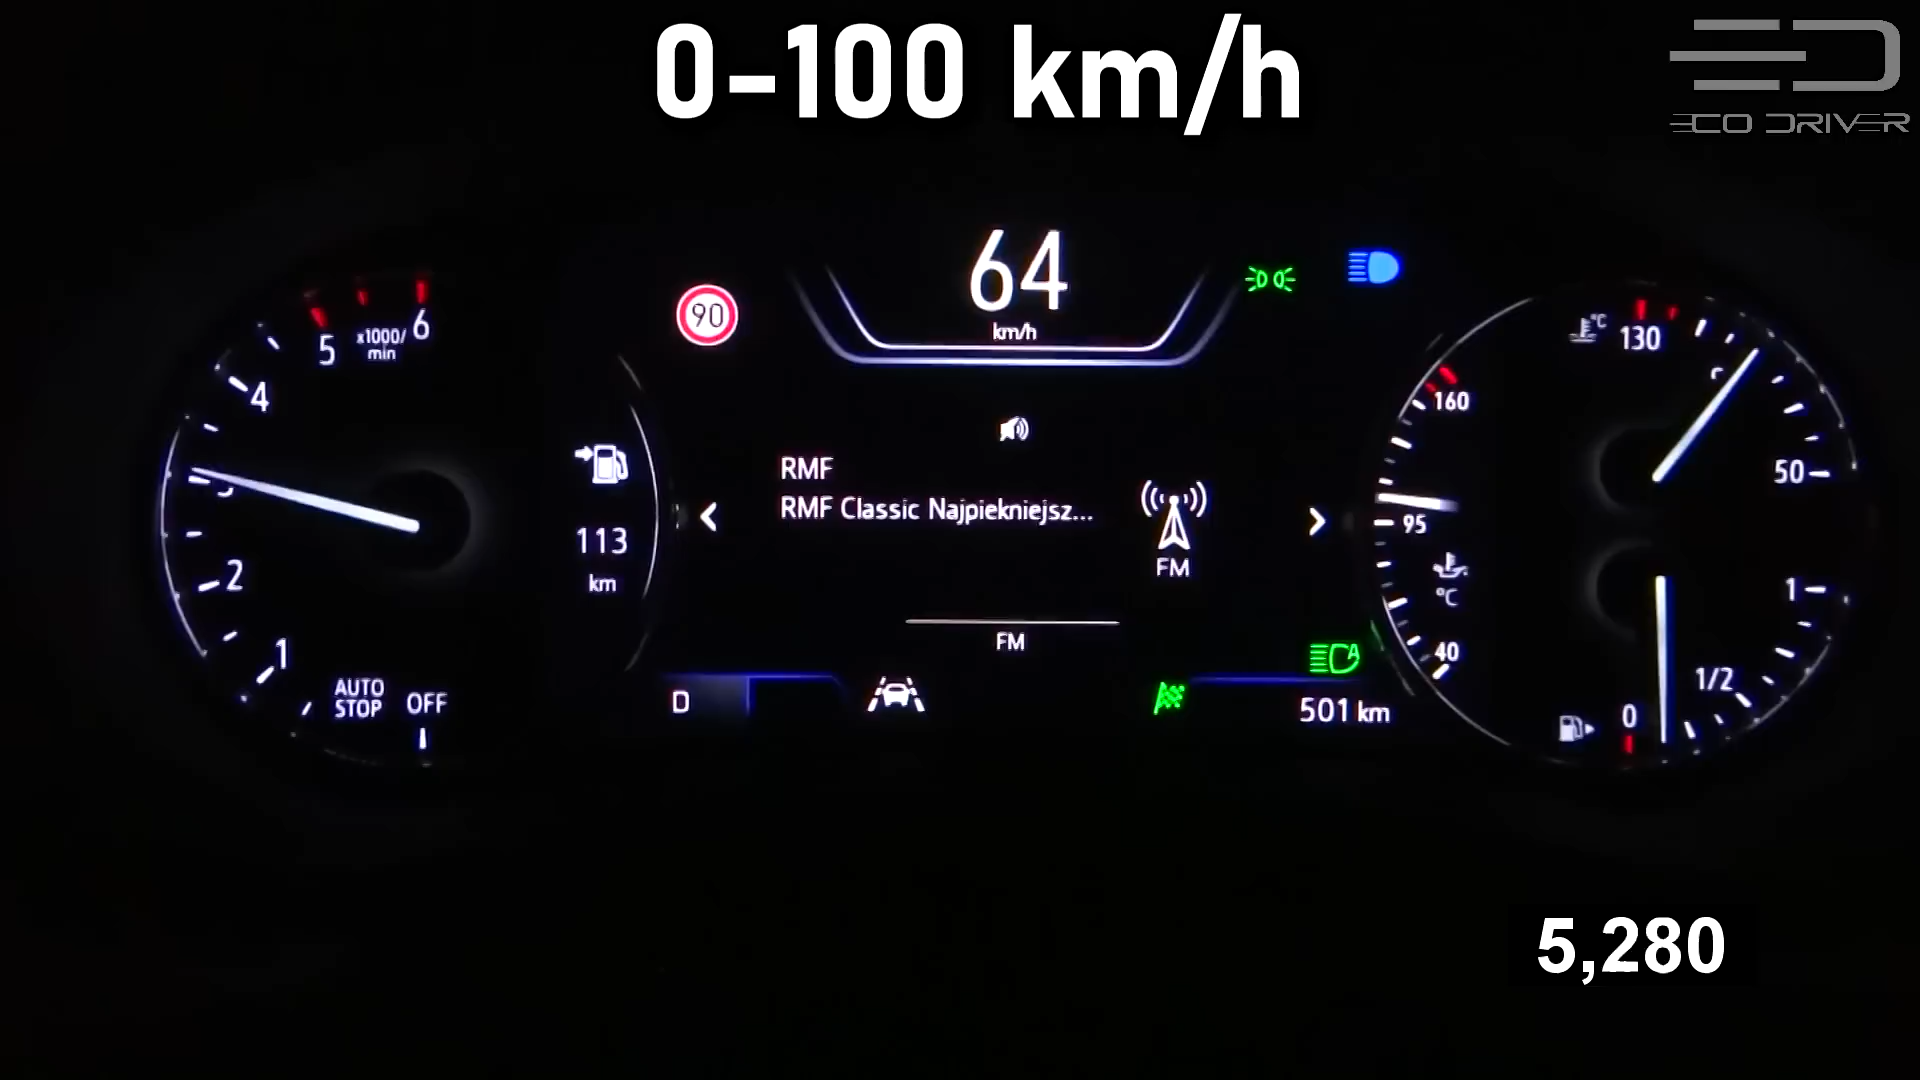 0-100 km/h
ECO DRIVER
64
km/h
90
5
x1000/
min
6
4
3
2
1
AUTO
STOP
OFF
113
km
RMF
RMF Classic Najpiekniejsz...
FM
FM
D
A
501 km
°C
130
160
50
95
°C
40
1
1/2
0
5,280